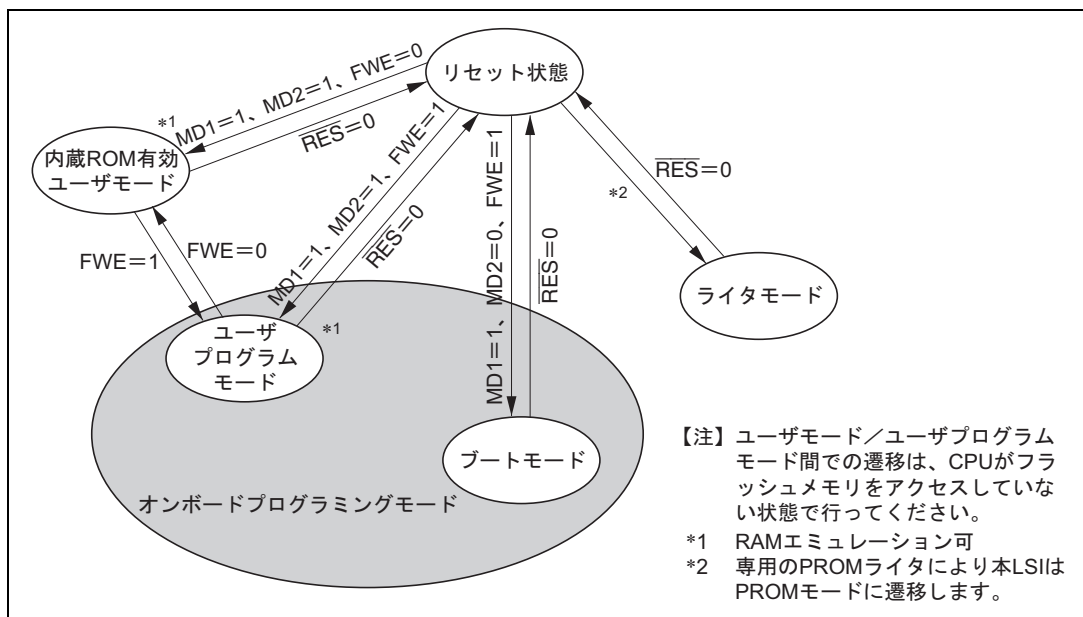 リセット状態
MD1＝1、MD2＝1、FWE＝0
RES＝0
*1
内蔵ROM有効
ユーザモード
MD1＝1、MD2＝1、FWE＝1
RES＝0
MD1＝1、MD2＝0、FWE＝1
RES＝0
*2
RES＝0
FWE＝1
FWE＝0
ライタモード
ユーザ
プログラム
モード
*1
ブートモード
オンボードプログラミングモード
【注】ユーザモード／ユーザプログラム
モード間での遷移は、CPUがフラ
ッシュメモリをアクセスしていな
い状態で行ってください。
*1 RAMエミュレーション可
*2 専用のPROMライタにより本LSIは
PROMモードに遷移します。